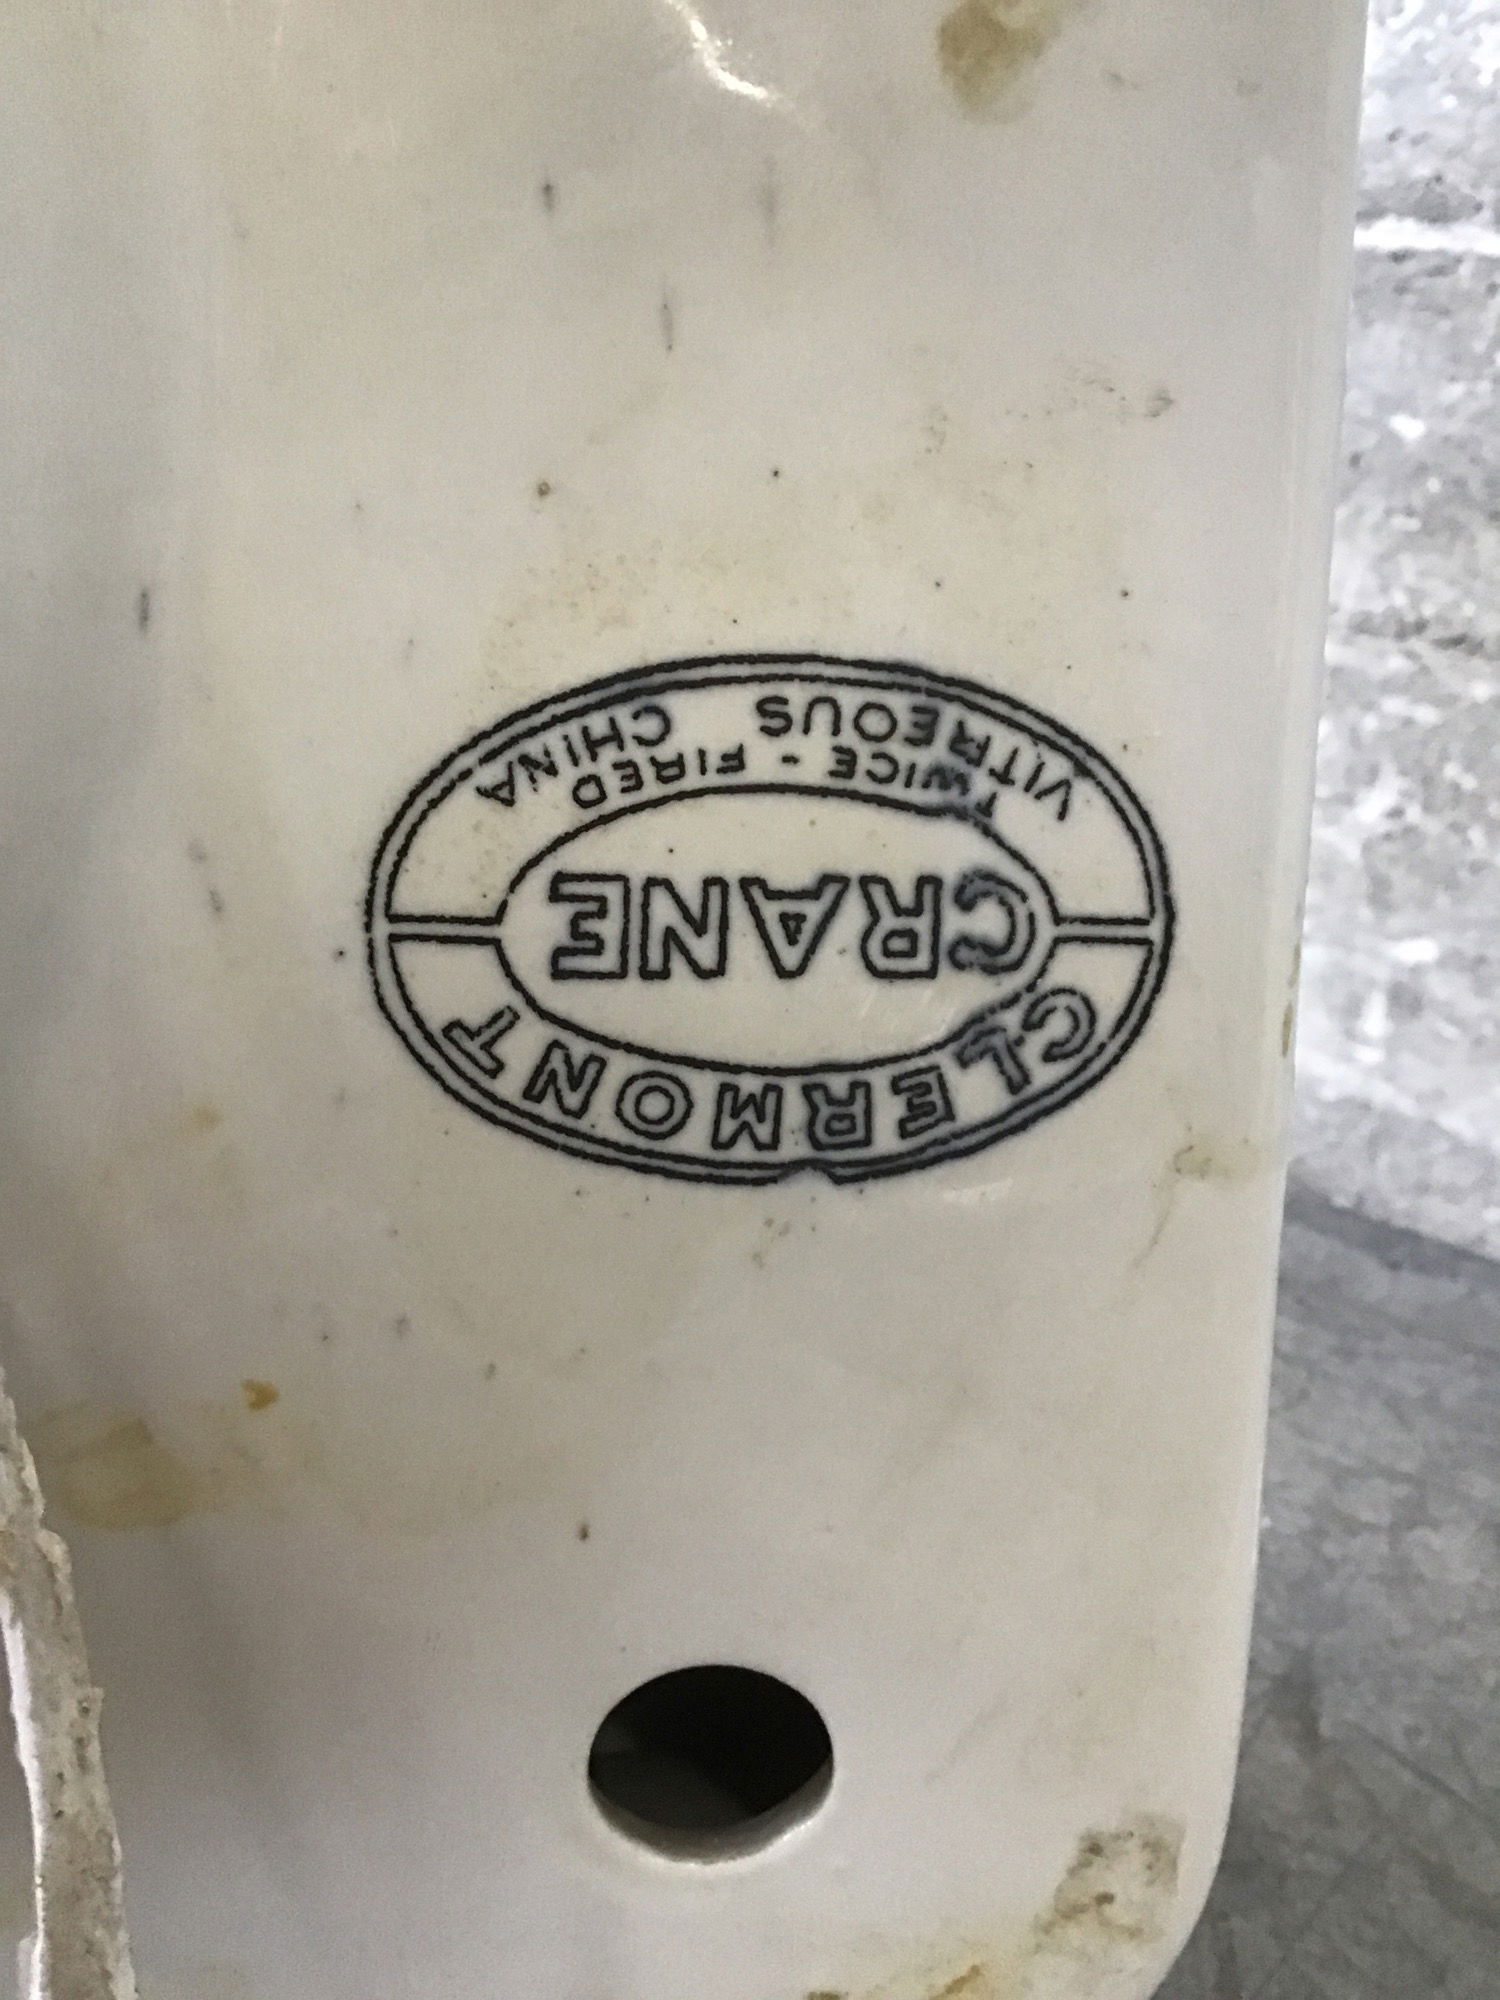 CLERMONT
CRANE
TWICE - FIRED
VITREOUS CHINA